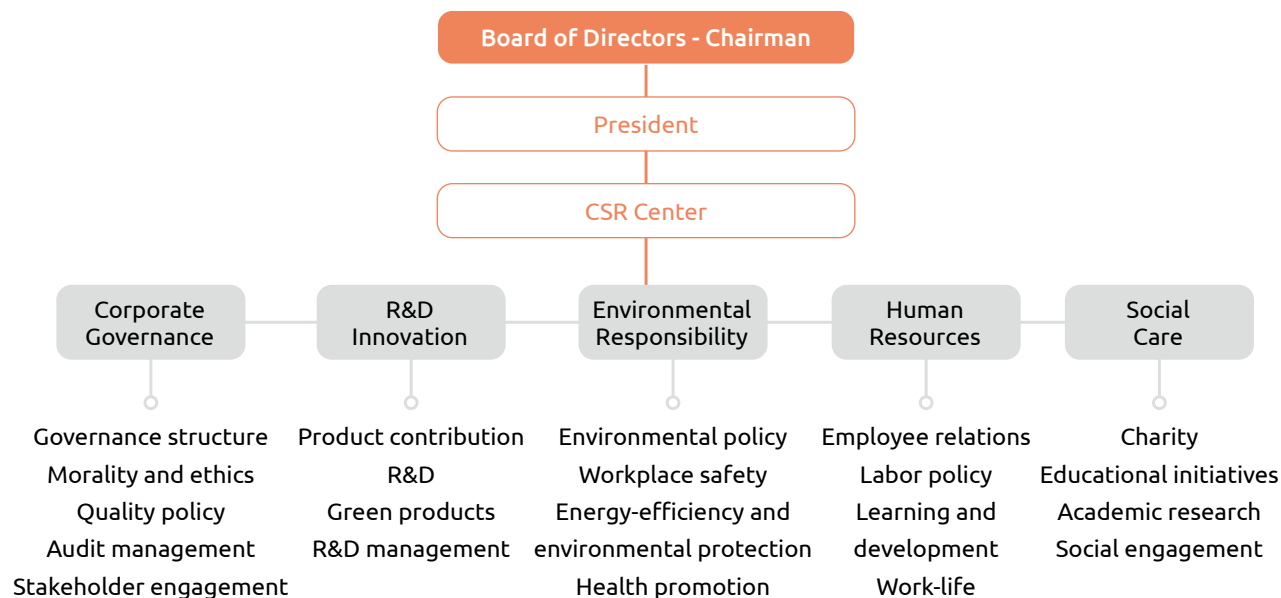 Board of Directors - Chairman
President
CSR Center
Corporate
Governance
R&D
Innovation
Environmental
Responsibility
Human
Resources
Social
Care
Governance structure
Morality and ethics
Quality policy
Audit management
Stakeholder engagement
Product contribution
R&D
Green products
R&D management
Environmental policy
Workplace safety
Energy-efficiency and
environmental protection
Health promotion
Employee relations
Labor policy
Learning and
development
Work-life
Charity
Educational initiatives
Academic research
Social engagement